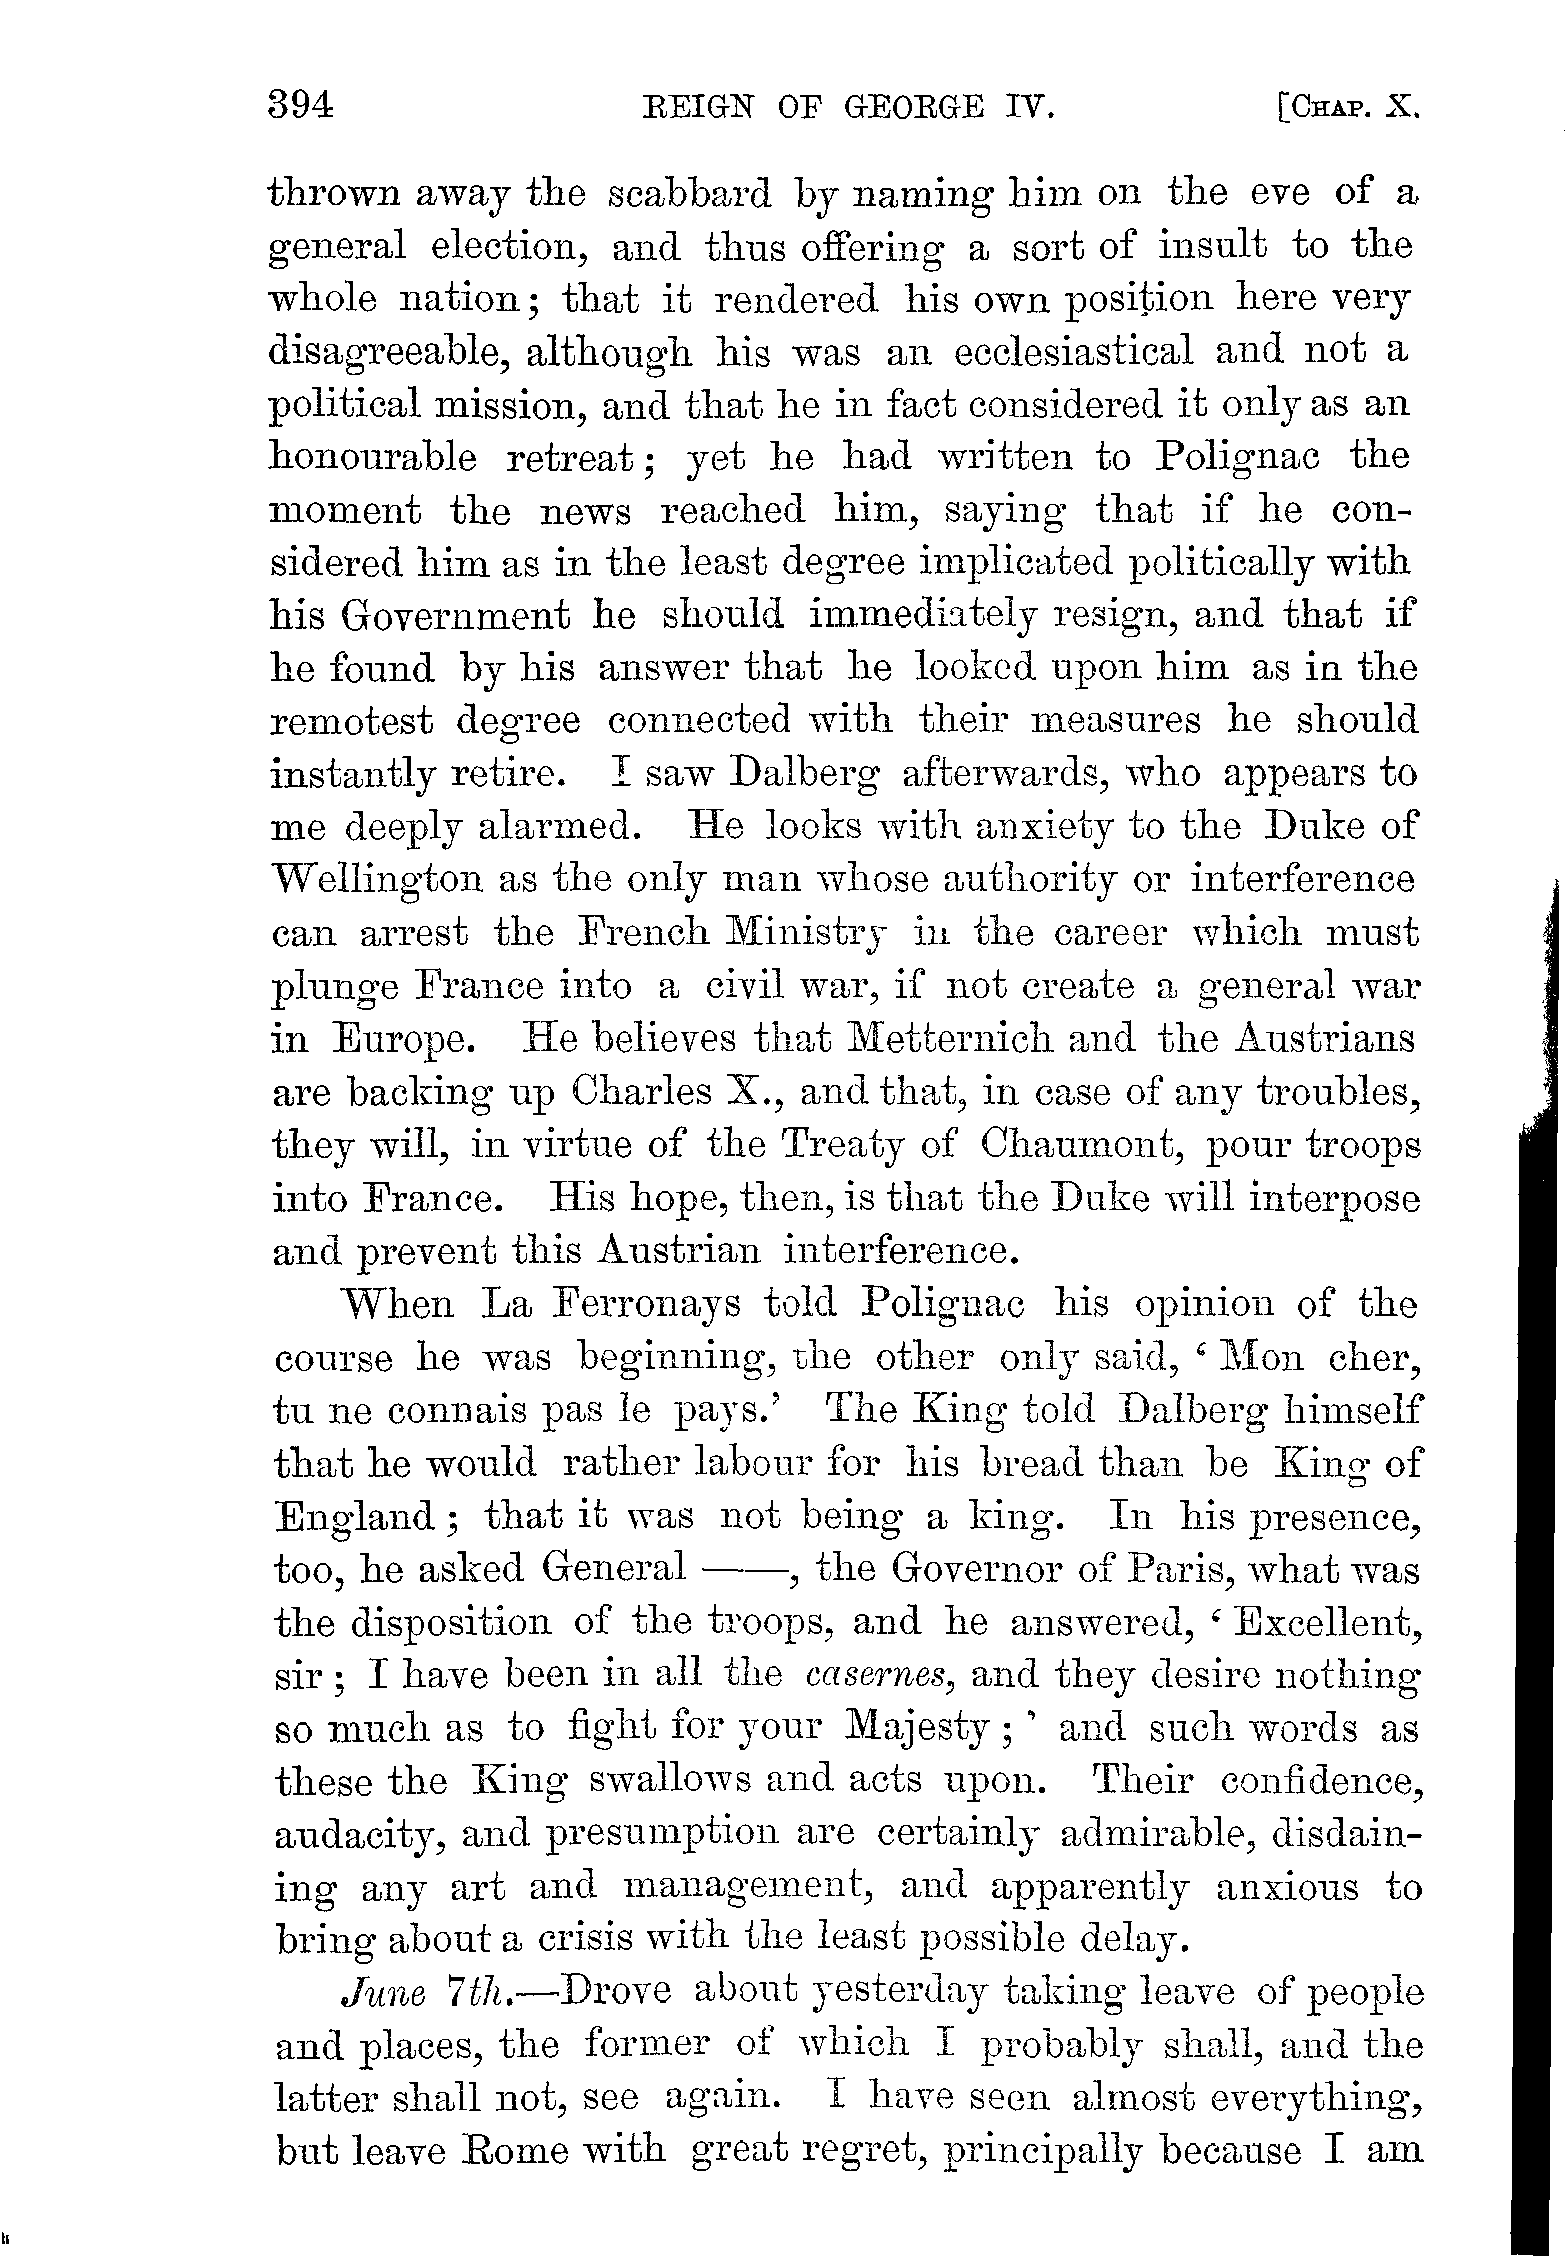 394 REIGN OF GEORGE IV. [CHAP. X.
thrown away the scabbard by naming him on the eve of a
general election, and thus offering a sort of insult to the
whole nation; that it rendered his own position here very
disagreeable, although his was an ecclesiastical and not a
political mission, and that he in fact considered it only as an
honourable retreat; yet he had written to Polignac the
moment the news reached him, saying that if he con-
sidered him as in the least degree implicated politically with
his Government he should immediately resign, and that if
he found by his answer that he looked upon him as in the
remotest degree connected with their measures he should
instantly retire. I saw Dalberg afterwards, who appears to
me deeply alarmed. He looks with anxiety to the Duke of
Wellington as the only man whose authority or interference
can arrest the French Ministry in the career which must
plunge France into a civil war, if not create a general war
in Europe. He believes that Metternich and the Austrians
are backing up Charles X., and that, in case of any troubles,
they will, in virtue of the Treaty of Chaumont, pour troops
into France. His hope, then, is that the Duke will interpose
and prevent this Austrian interference.
When La Ferronays told Polignac his opinion of the
course he was beginning, the other only said, ‘Mon cher,
tu ne connais pas le pays.’ The King told Dalberg himself
that he would rather labour for his bread than be King of
England; that it was not being a king. In his presence,
too, he asked General ——, the Governor of Paris, what was
the disposition of the troops, and he answered, ‘Excellent,
sir; I have been in all the casernes, and they desire nothing
so much as to fight for your Majesty;’ and such words as
these the King swallows and acts upon. Their confidence,
audacity, and presumption are certainly admirable, disdain-
ing any art and management, and apparently anxious to
bring about a crisis with the least possible delay.
June 7th.—Drove about yesterday taking leave of people
and places, the former of which I probably shall, and the
latter shall not, see again. I have seen almost everything,
but leave Rome with great regret, principally because I am